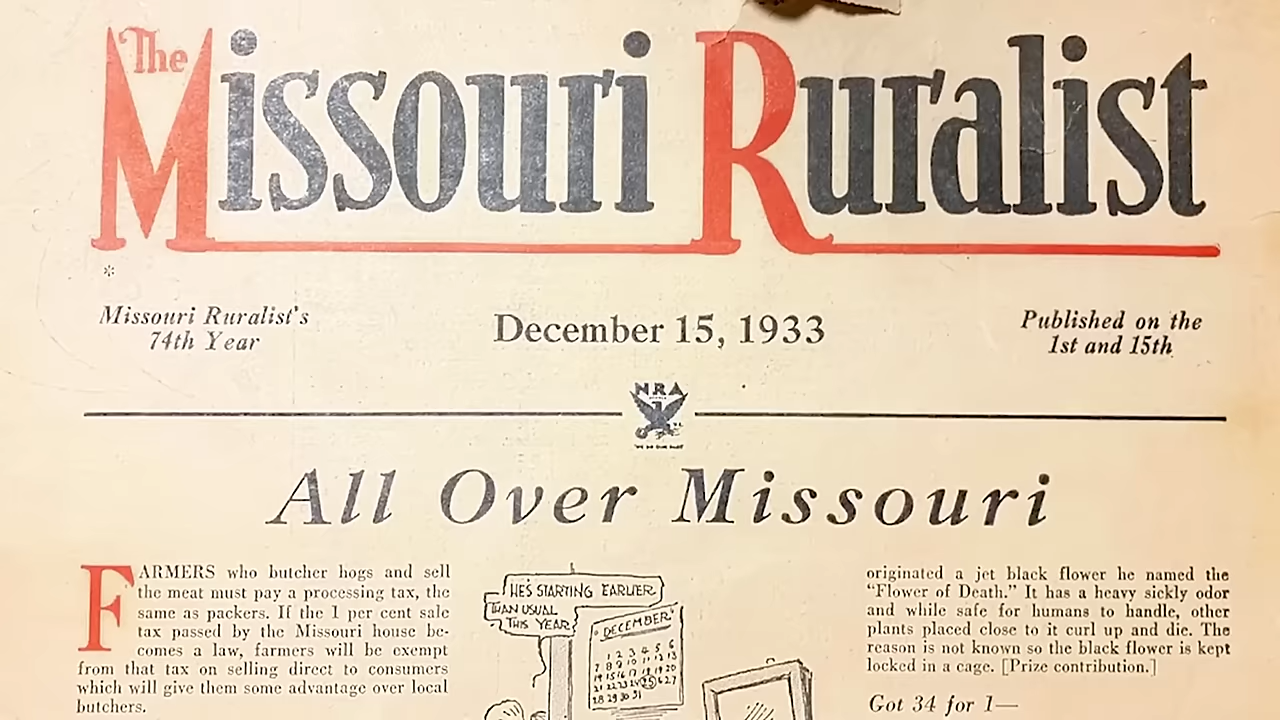 The Missouri Ruralist
Missouri Ruralist's
74th Year
December 15, 1933
Published on the
1st and 15th
NRA
All Over Missouri
FARMERS who butcher hogs and sell
the meat must pay a processing tax, the
same as packers. If the 1 per cent sale
tax passed by the Missouri house be-
comes a law, farmers will be exempt
from that tax on selling direct to consumers
which will give them some advantage over local
butchers.
HE'S STARTING EARLIER
THAN USUAL
THIS YEAR
DECEMBER
1 2 3 4 5 6
7 8 9 10 11 12 13
14 15 16 17 18 19 20
21 22 23 24 25 26 27
28 29 30 31
originated a jet black flower he named the
"Flower of Death." It has a heavy sickly odor
and while safe for humans to handle, other
plants placed close to it curl up and die. The
reason is not known so the black flower is kept
locked in a cage. [Prize contribution.]
Got 34 for 1—